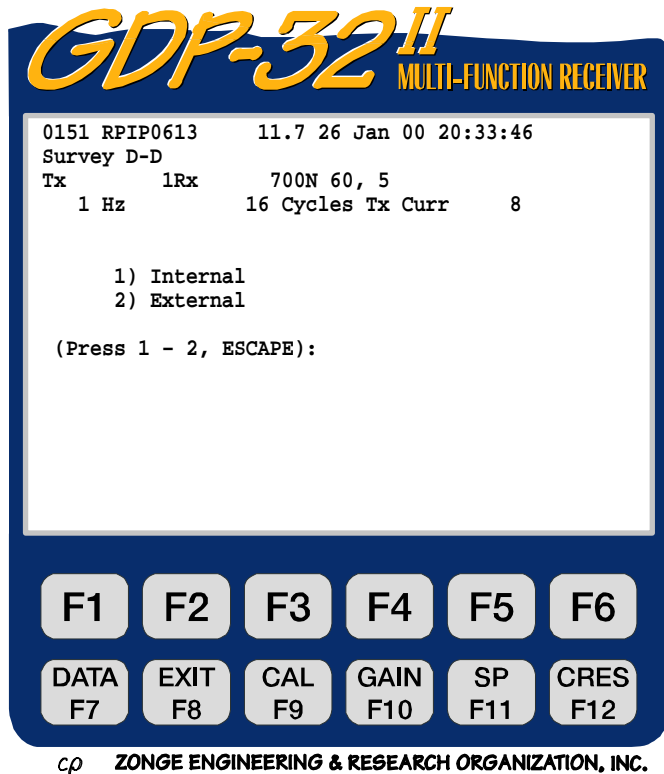 GDP-32 II
MULTI-FUNCTION RECEIVER
0151 RPIP0613 11.7 26 Jan 00 20:33:46
Survey D-D
Tx 1Rx 700N 60, 5
1 Hz 16 Cycles Tx Curr 8
1) Internal
2) External
(Press 1 – 2, ESCAPE):
F1 F2 F3 F4 F5 F6
DATA EXIT CAL GAIN SP CRES
F7 F8 F9 F10 F11 F12
cρ ZONGE ENGINEERING & RESEARCH ORGANIZATION, INC.